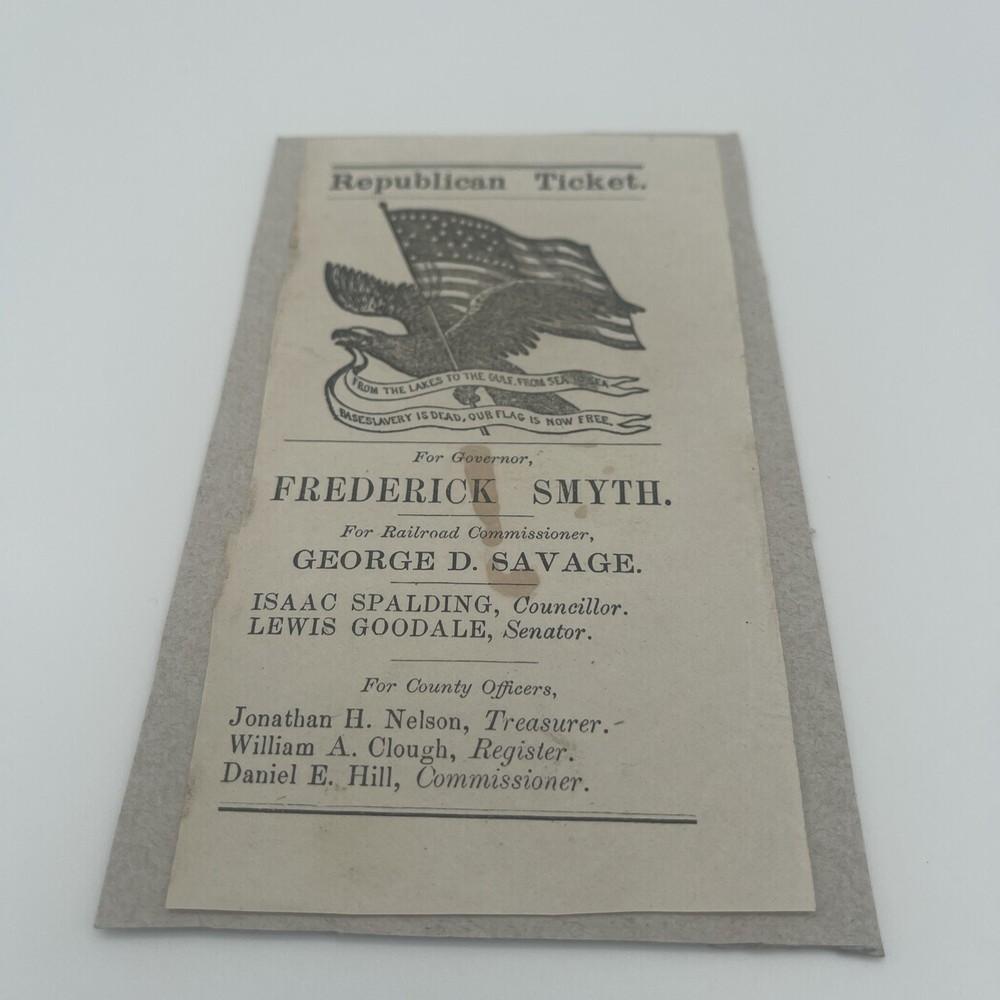 Republican Ticket.
FROM THE LAKES TO THE GULF, FROM SEA TO SEA
BASE SLAVERY IS DEAD, OUR FLAG IS NOW FREE.
For Governor,
FREDERICK SMYTH.
For Railroad Commissioner,
GEORGE D. SAVAGE.
ISAAC SPALDING, Councillor.
LEWIS GOODALE, Senator.
For County Officers,
Jonathan H. Nelson, Treasurer.
William A. Clough, Register.
Daniel E. Hill, Commissioner.